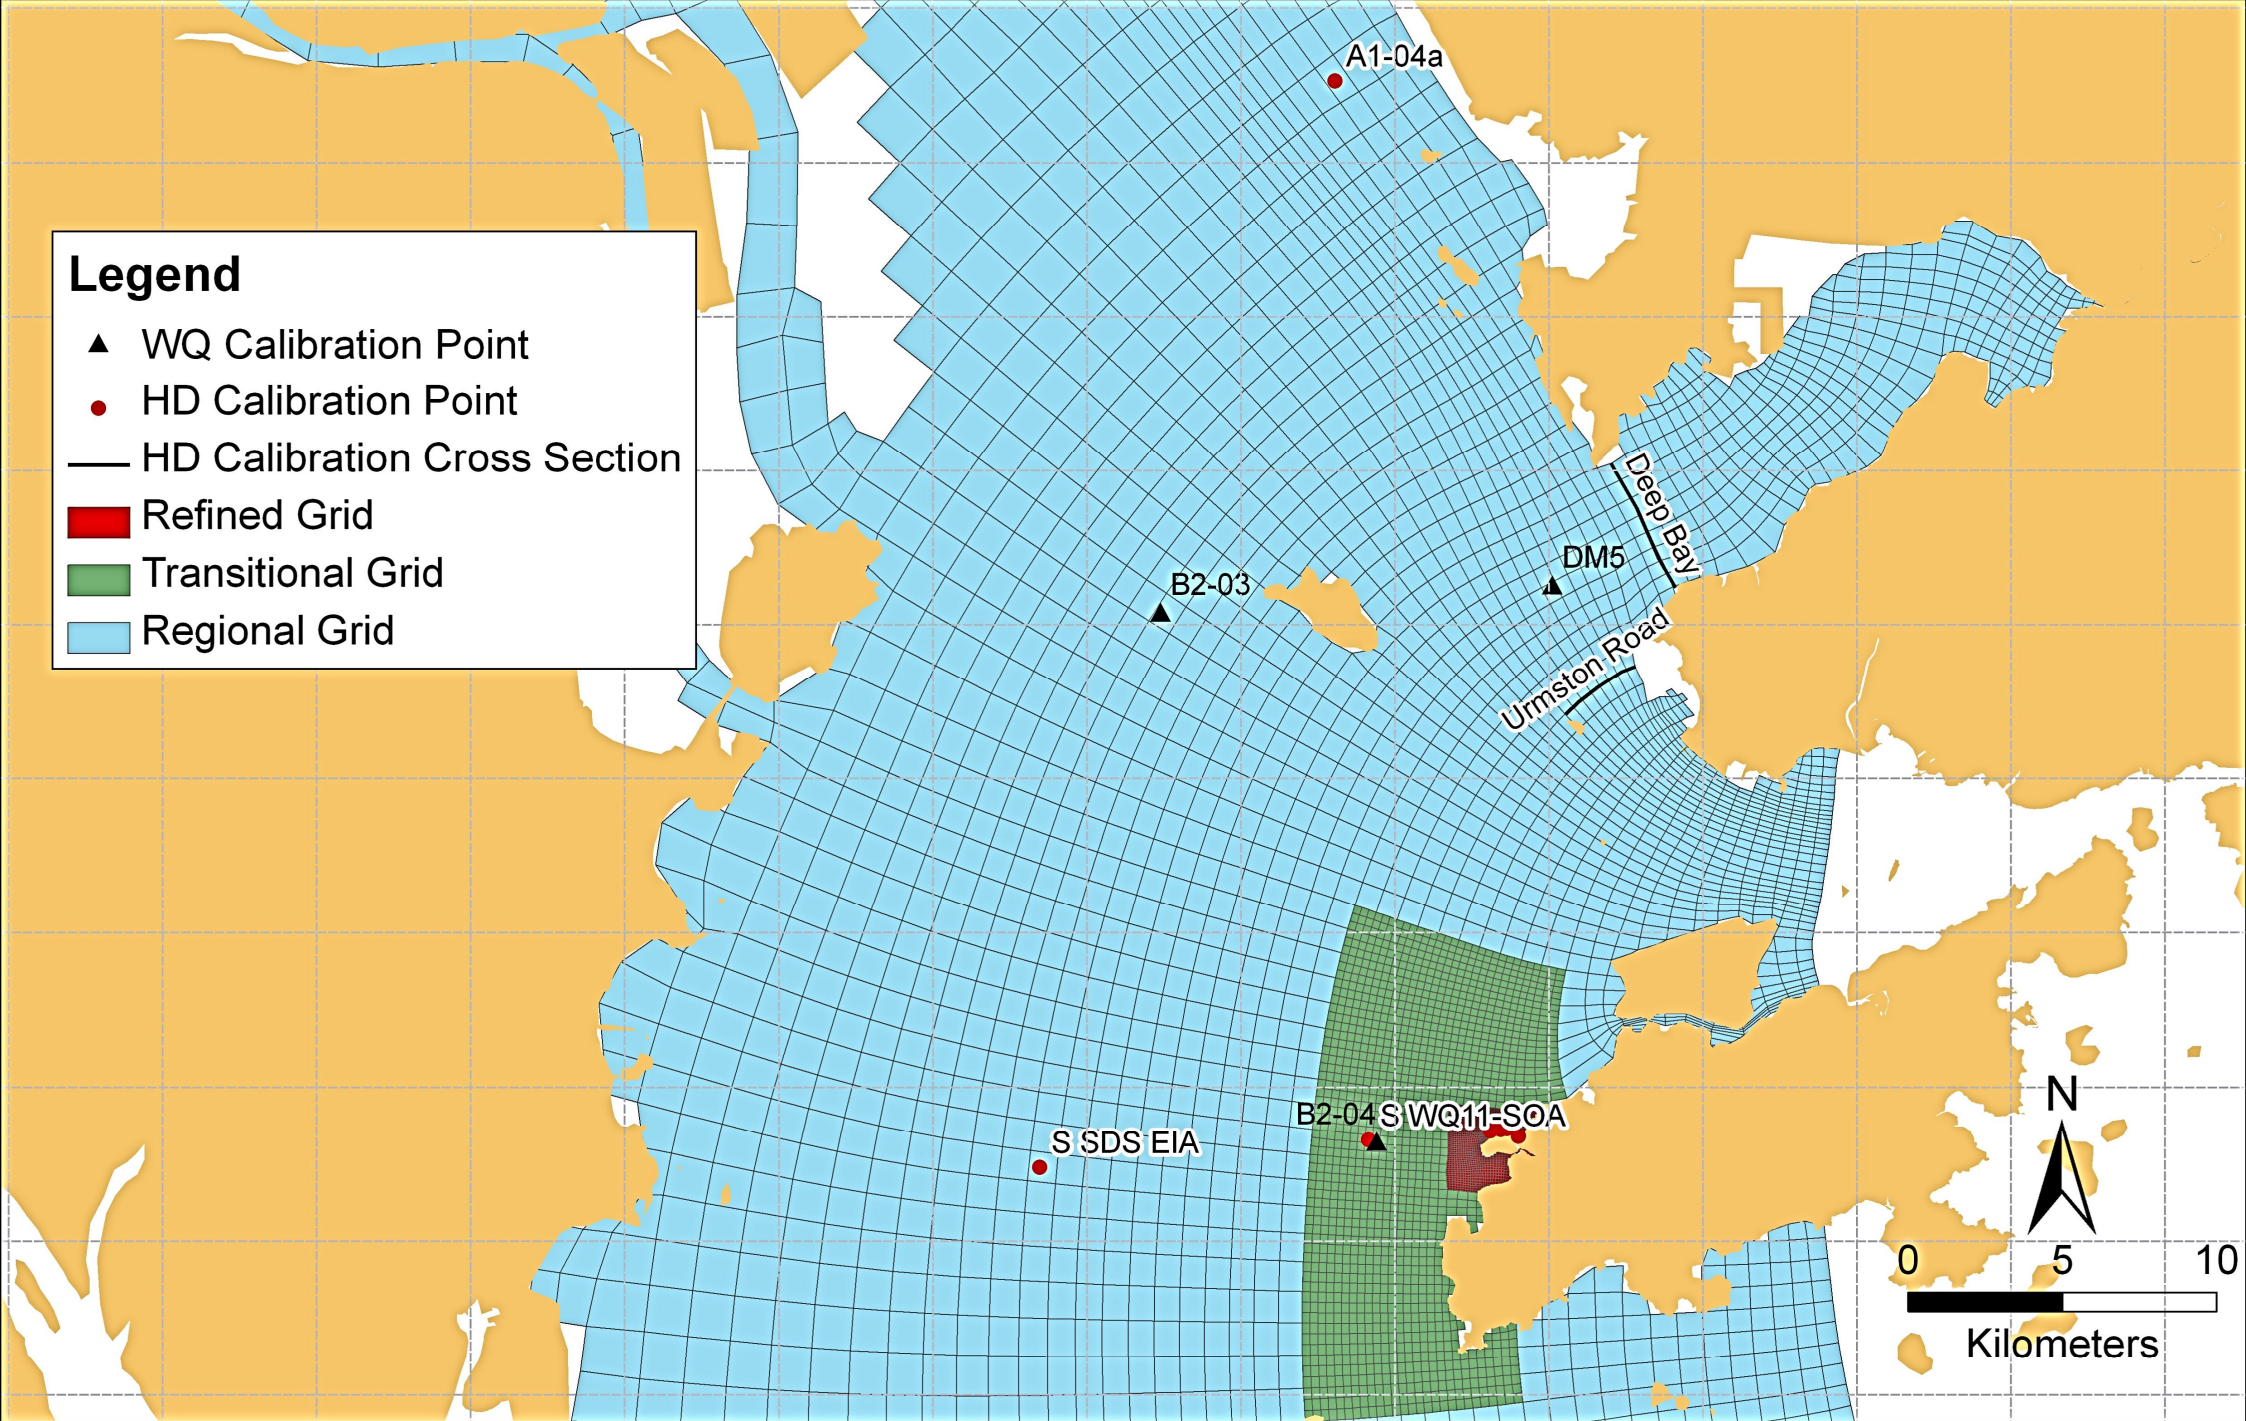 A1-04a
Legend
WQ Calibration Point
HD Calibration Point
HD Calibration Cross Section
Refined Grid
Transitional Grid
Regional Grid
Deep Bay
DM5
B2-03
Urmston Road
B2-04
S WQ11-SOA
S SDS EIA
N
0 5 10
Kilometers